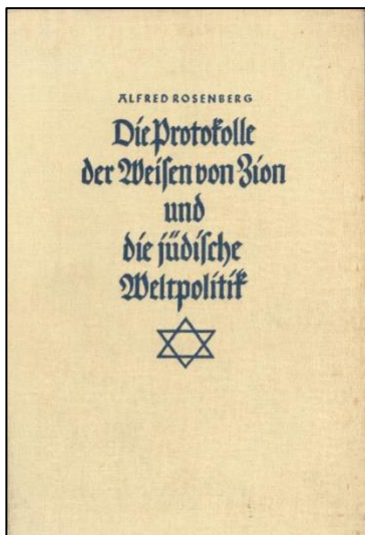 ALFRED ROSENBERG
Die Protokolle
der Weisen von Zion
und
die jüdische
Weltpolitik